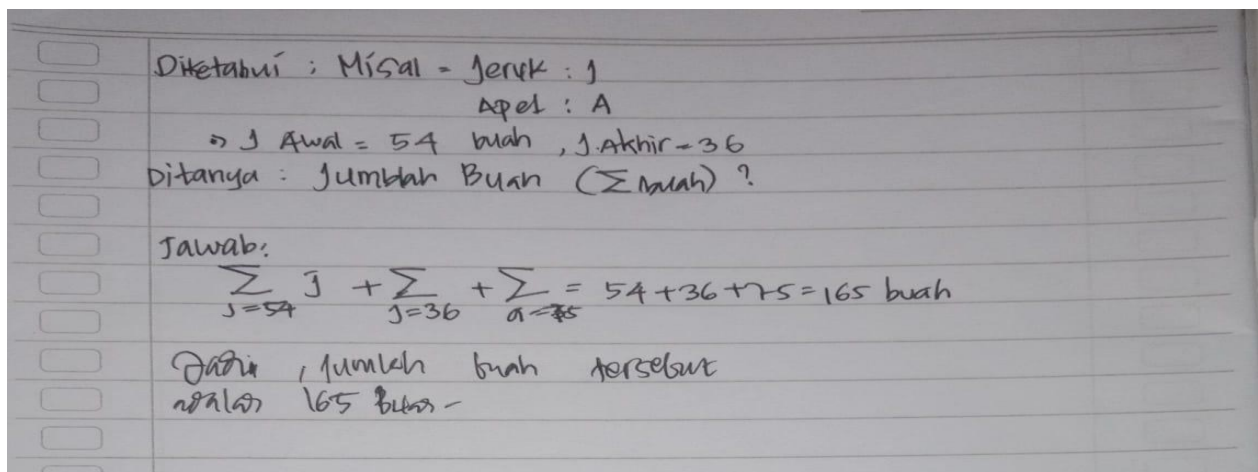 Diketahui : Misal = Jeruk : J
Apel : A
→ J Awal = 54 buah , J.Akhir = 36
Ditanya : Jumblah Buah (Σ buah) ?
Jawab:
Σ J + Σ + Σ = 54 + 36 + 75 = 165 buah
J=54 J=36 a=75
Jadi , Jumlah buah tersebut
adalah 165 Buah -